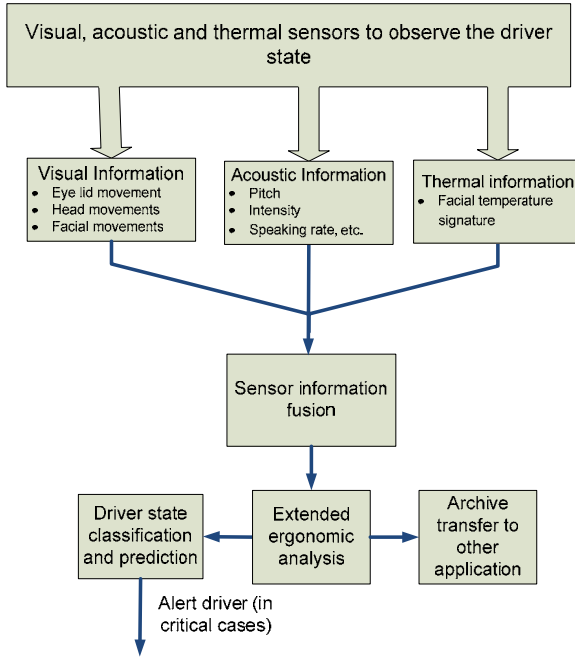 Visual, acoustic and thermal sensors to observe the driver
state
Visual Information
• Eye lid movement
• Head movements
• Facial movements
Acoustic Information
• Pitch
• Intensity
• Speaking rate, etc.
Thermal information
• Facial temperature
signature
Sensor information
fusion
Driver state
classification
and prediction
Extended
ergonomic
analysis
Archive
transfer to
other
application
Alert driver (in
critical cases)